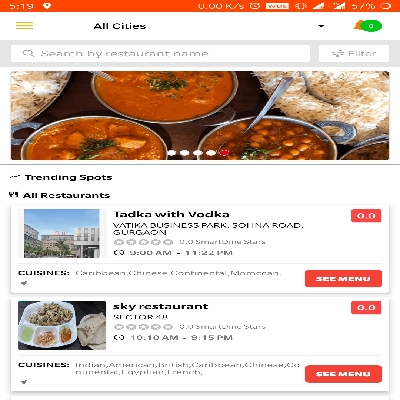 5:19 0.00 K/s 57%
All Cities 0
Search by restaurant name Filter
Trending Spots
All Restaurants
Tadka with Vodka 0.0
VATIKA BUSINESS PARK, SOHNA ROAD,
GURGAON
0.0 SmartDine Stars
9:00 AM - 11:22 PM
CUISINES: Caribbean,Chinese,Continental,Moroccan,
SEE MENU
sky restaurant 0.0
SECTOR 48
0.0 SmartDine Stars
10:10 AM - 9:15 PM
CUISINES: Indian,American,British,Caribbean,Chinese,Co
ntinental,Egyptian,French,
SEE MENU